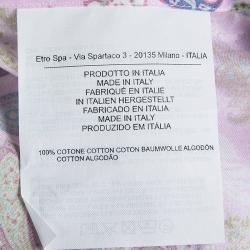 Etro Spa - Via Spartaco 3 - 20135 Milano - ITALIA
PRODOTTO IN ITALIA
MADE IN ITALY
FABRIQUÉ EN ITALIE
IN ITALIEN HERGESTELLT
FABRICADO EN ITALIA
MADE IN ITALY
PRODUZIDO EM ITÁLIA
100% COTONE COTTON COTON BAUMWOLLE ALGODÓN
COTTON ALGODÃO